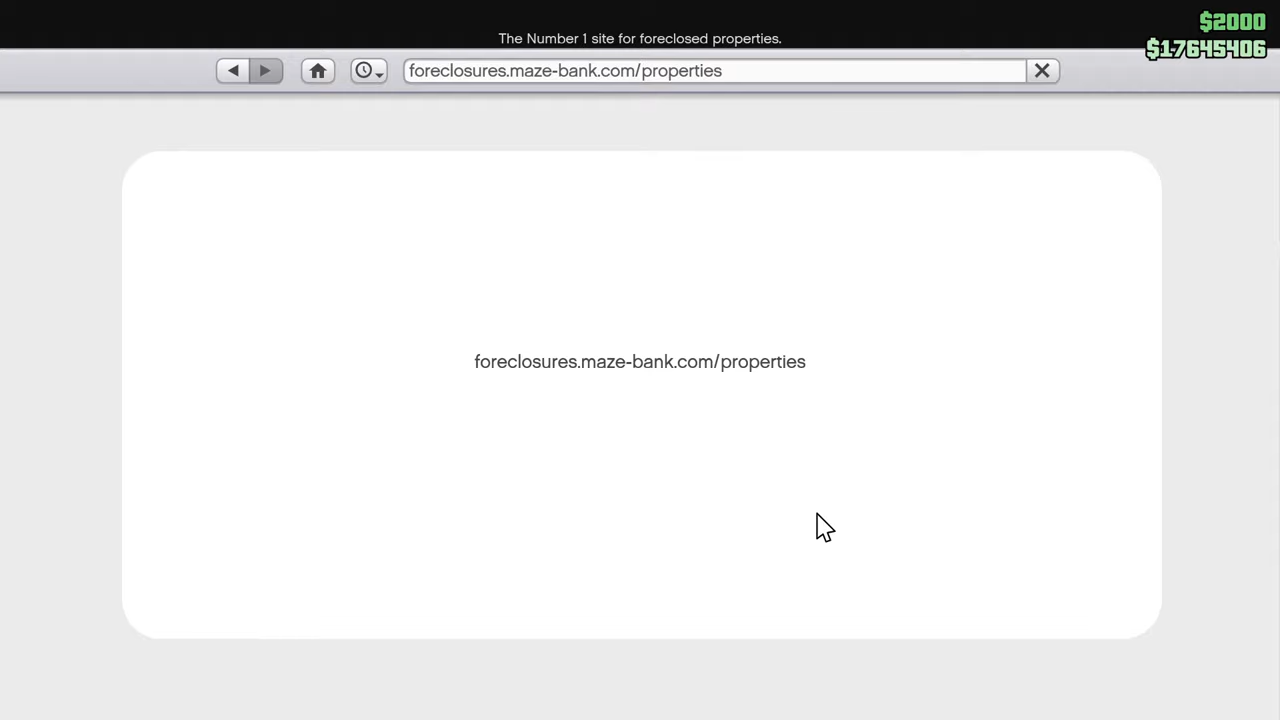 The Number 1 site for foreclosed properties.
$2000
$17645406
foreclosures.maze-bank.com/properties
foreclosures.maze-bank.com/properties